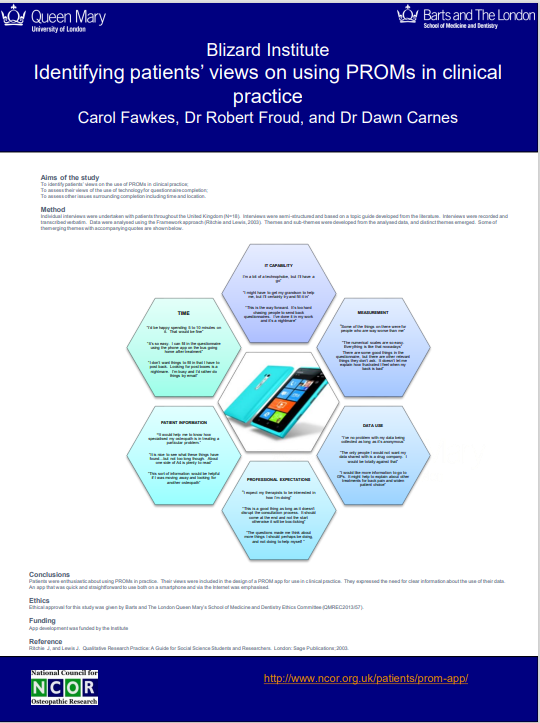 Queen Mary
University of London
Barts and The London
School of Medicine and Dentistry
Blizard Institute
Identifying patients' views on using PROMs in clinical
practice
Carol Fawkes, Dr Robert Froud, and Dr Dawn Carnes
Aims of the study
To identify patients' views on the use of PROMs in clinical practice;
To assess their views of the use of technology for questionnaire completion;
To assess other issues surrounding completion including time and location.
Method
Individual interviews were undertaken with patients throughout the United Kingdom (N=16). Interviews were semi-structured and based on a topic guide developed from the literature. Interviews were recorded and
transcribed verbatim. Data were analysed using the Framework approach (Ritchie and Lewis, 2003). Themes and sub-themes were developed from the analysed data, and distinct themes emerged. Some of
themerging themes with accompanying quotes are shown below.
IT CAPABILITY
I'm a bit of a technophobe, but I'll have a
go"
"I might have to get my grandson to help
me, but I'll certainly try and fill it in"
"This is the way forward. It's too hard
chasing people to send back
questionnaires. I've done it in my work
and it's a nightmare"
TIME
"I'd be happy spending 5 to 10 minutes on
it. That would be fine"
"It's so easy. I can fill in the questionnaire
using the phone app on the bus going
home after treatment"
"I don't want things to fill in that I have to
post back. Looking for post boxes is a
nightmare. I'm busy and I'd rather do
things by email"
MEASUREMENT
"Some of the things on there were for
people who are way worse than me"
"The numerical scales are so easy.
Everything is like that nowadays"
There are some good things in the
questionnaire, but there are often relevant
things they don't ask. It doesn't let me
explain how frustrated I feel when my
back is bad"
PATIENT INFORMATION
"It would help me to know how
specialised my osteopath is in treating a
particular problem"
"It is nice to see what these things have
found.. but not too long though. About
one side of A4 is plenty to read"
"This sort of information would be helpful
if I was moving away and looking for
another osteopath"
DATA USE
"I've no problem with my data being
collected as long as it's anonymous"
"The only people I would not want my
data shared with is a drug company. I
would be totally against that"
"I would like more information to go to
GPs. It might help to explain about other
treatments for back pain and widen
patient choice"
PROFESSIONAL EXPECTATIONS
"I expect my therapists to be interested in
how I'm doing"
"This is a good thing as long as it doesn't
disrupt the consultation process. It should
come at the end and not the start
otherwise it will be box-ticking"
"The questions made me think about
more things I should perhaps be doing,
and not doing to help myself"
Conclusions
Patients were enthusiastic about using PROMs in practice. Their views were included in the design of a PROM app for use in clinical practice. They expressed the need for clear information about the use of their data.
An app that was quick and straightforward to use both on a smartphone and via the Internet was emphasised.
Ethics
Ethical approval for this study was given by Barts and The London Queen Mary's School of Medicine and Dentistry Ethics Committee (QMREC2013/57).
Funding
App development was funded by the Institute
Reference
Ritchie J. and Lewis J. Qualitative Research Practice: A Guide for Social Science Students and Researchers. London: Sage Publications; 2003.
National Council for
NCOR
Osteopathic Research
http://www.ncor.org.uk/patients/prom-app/